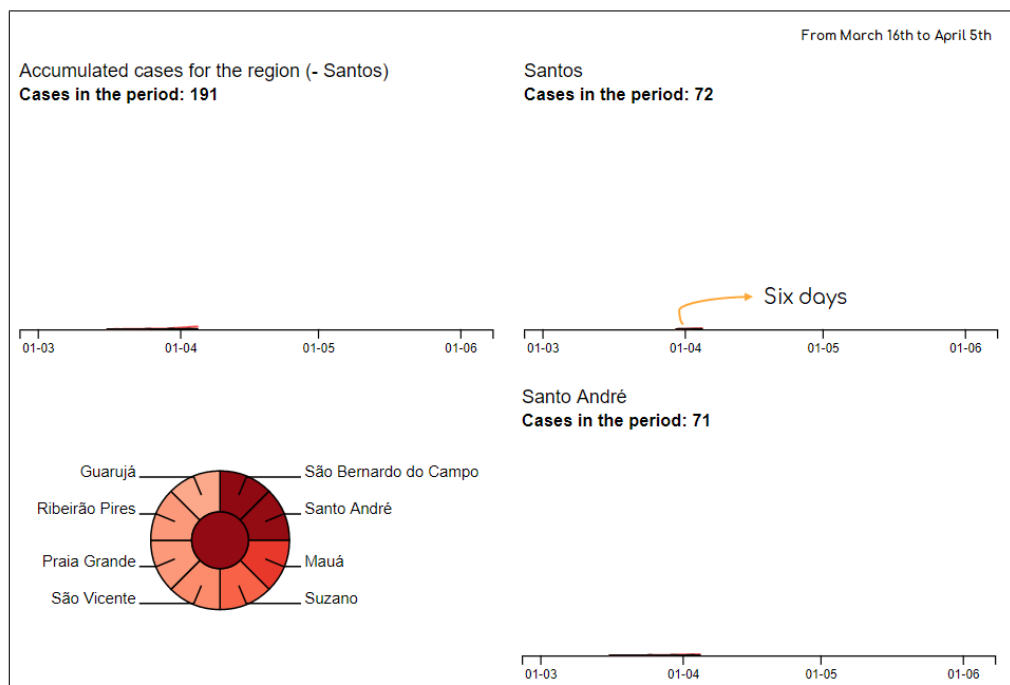 From March 16th to April 5th
Accumulated cases for the region (- Santos)
Cases in the period: 191
Santos
Cases in the period: 72
Six days
01-03
01-04
01-05
01-06
01-03
01-04
01-05
01-06
Santo André
Cases in the period: 71
Guarujá
São Bernardo do Campo
Ribeirão Pires
Santo André
Praia Grande
Mauá
São Vicente
Suzano
01-03
01-04
01-05
01-06